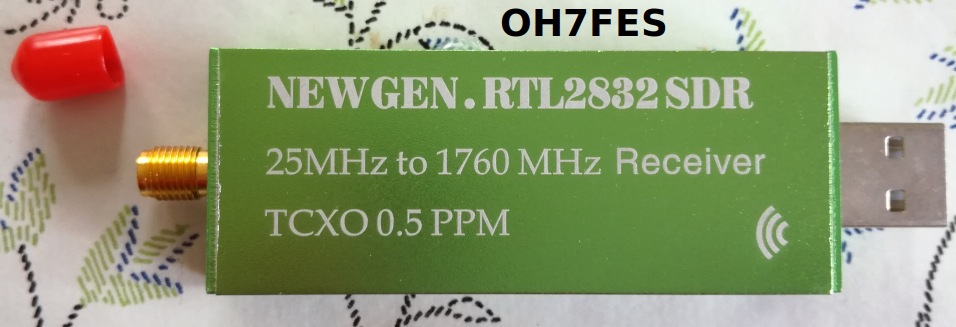 OH7FES
NEWGEN.RTL2832 SDR
25MHz to 1760 MHz Receiver
TCXO 0.5 PPM